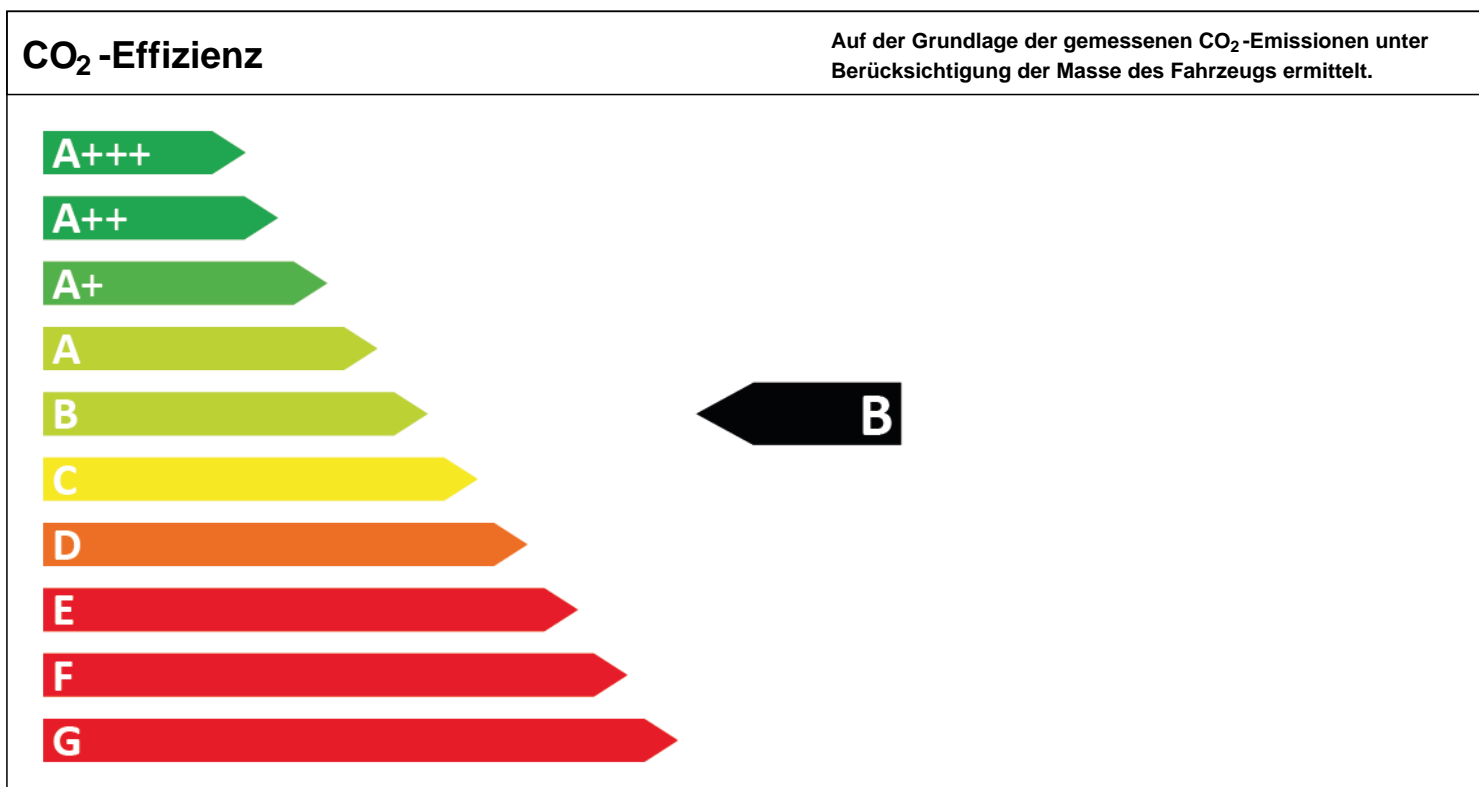 CO₂-Effizienz
Auf der Grundlage der gemessenen CO₂-Emissionen unter
Berücksichtigung der Masse des Fahrzeugs ermittelt.
A+++
A++
A+
A
B
B
C
D
E
F
G